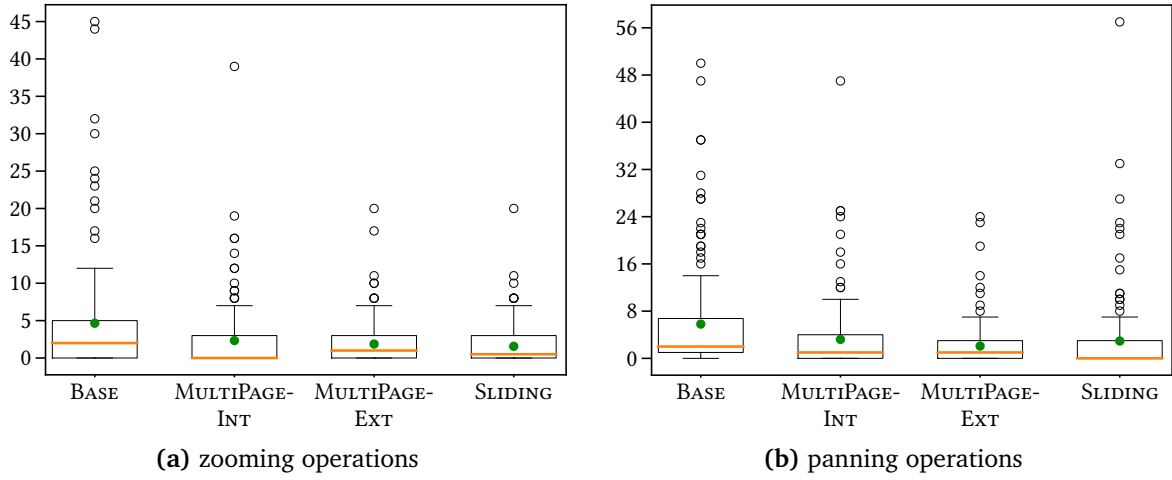 45
40
35
30
25
20
15
10
5
0
BASE
MULTIPAGE-
INT
MULTIPAGE-
EXT
SLIDING
(a) zooming operations
56
48
40
32
24
16
8
0
BASE
MULTIPAGE-
INT
MULTIPAGE-
EXT
SLIDING
(b) panning operations